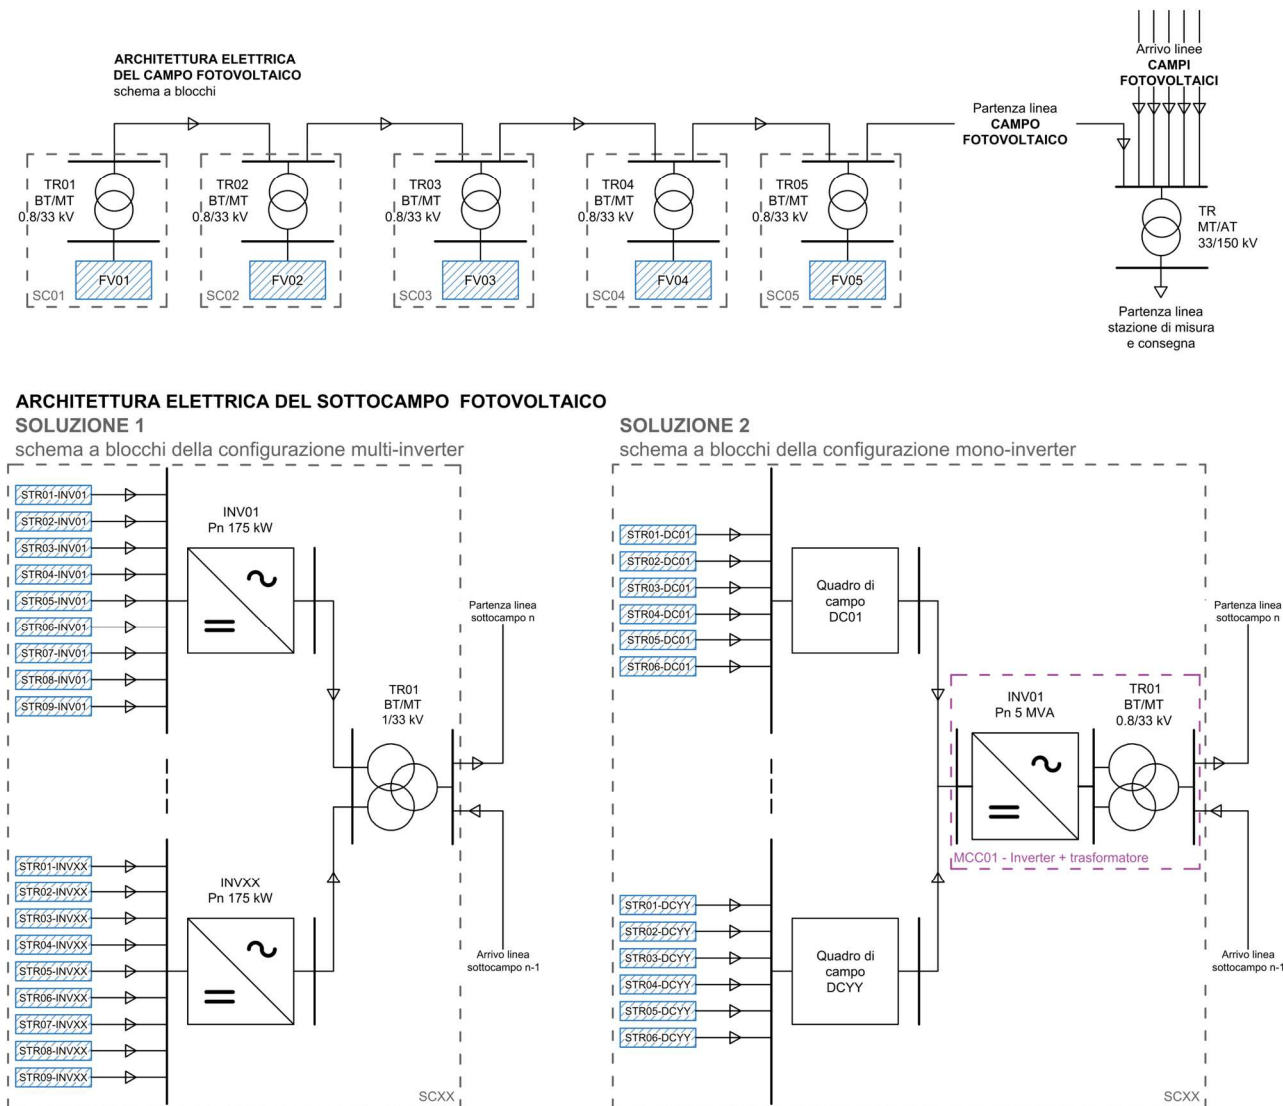 ARCHITETTURA ELETTRICA
DEL CAMPO FOTOVOLTAICO
schema a blocchi
Arrivo linee
CAMPI
FOTOVOLTAICI
Partenza linea
CAMPO
FOTOVOLTAICO
TR01
BT/MT
0.8/33 kV
FV01
SC01
TR02
BT/MT
0.8/33 kV
FV02
SC02
TR03
BT/MT
0.8/33 kV
FV03
SC03
TR04
BT/MT
0.8/33 kV
FV04
SC04
TR05
BT/MT
0.8/33 kV
FV05
SC05
TR
MT/AT
33/150 kV
Partenza linea
stazione di misura
e consegna
ARCHITETTURA ELETTRICA DEL SOTTOCAMPO FOTOVOLTAICO
SOLUZIONE 1
schema a blocchi della configurazione multi-inverter
STR01-INV01
STR02-INV01
STR03-INV01
STR04-INV01
STR05-INV01
STR06-INV01
STR07-INV01
STR08-INV01
STR09-INV01
INV01
Pn 175 kW
TR01
BT/MT
1/33 kV
Partenza linea
sottocampo n
STR01-INVXX
STR02-INVXX
STR03-INVXX
STR04-INVXX
STR05-INVXX
STR06-INVXX
STR07-INVXX
STR08-INVXX
STR09-INVXX
INVXX
Pn 175 kW
Arrivo linea
sottocampo n-1
SCXX
SOLUZIONE 2
schema a blocchi della configurazione mono-inverter
STR01-DC01
STR02-DC01
STR03-DC01
STR04-DC01
STR05-DC01
STR06-DC01
Quadro di
campo
DC01
INV01
Pn 5 MVA
TR01
BT/MT
0.8/33 kV
MCC01 - Inverter + trasformatore
Partenza linea
sottocampo n
STR01-DCYY
STR02-DCYY
STR03-DCYY
STR04-DCYY
STR05-DCYY
STR06-DCYY
Quadro di
campo
DCYY
Arrivo linea
sottocampo n-1
SCXX